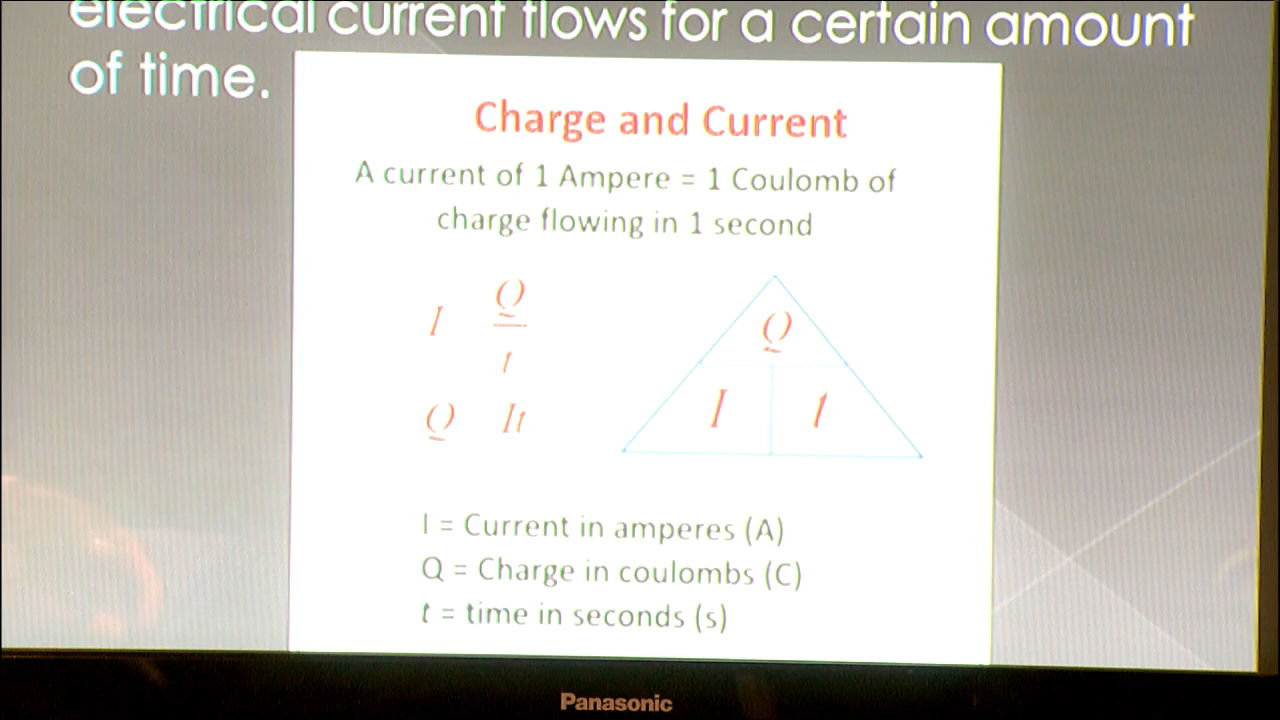 electrical current flows for a certain amount
of time.
Charge and Current
A current of 1 Ampere = 1 Coulomb of
charge flowing in 1 second
I Q
t
Q It
Q
I t
I = Current in amperes (A)
Q = Charge in coulombs (C)
t = time in seconds (s)
Panasonic